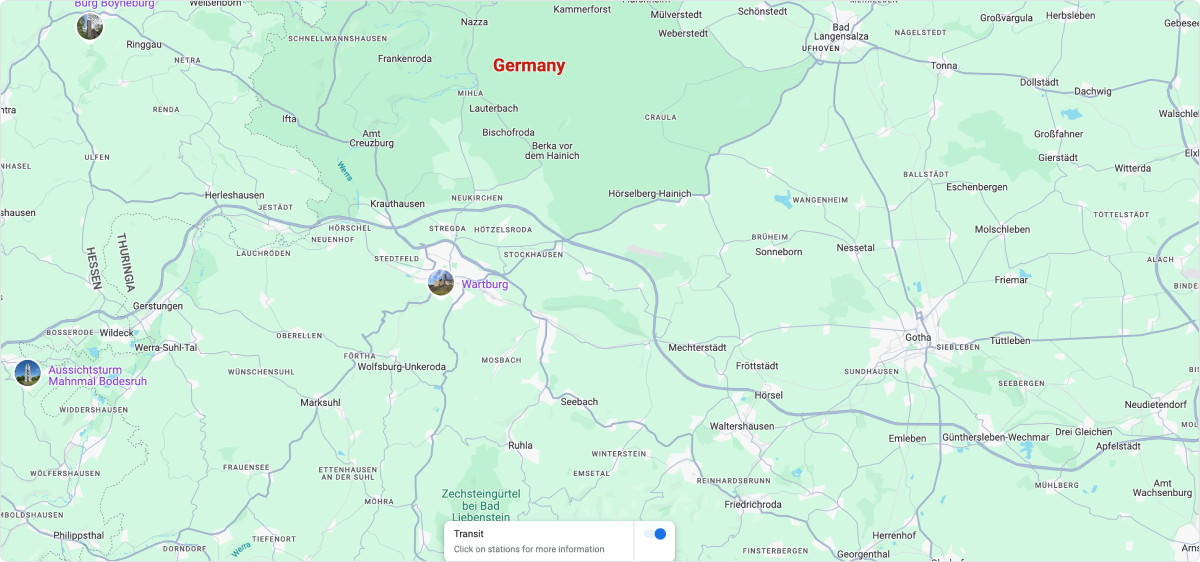 Burg Boyneburg
Weißenborn
Nazza
Kammerforst
Mülverstedt
Weberstedt
Schönstedt
Bad
Langensalza
UFHOVEN
Großvargula
Herbsleben
NÄGELSTEDT
Ringgau
NETRA
SCHNELLMANNSHAUSEN
Frankenroda
Germany
Tonna
Döllstädt
Dachwig
MIHLA
Lauterbach
RENDA
Ifta
CRAULA
Bischofroda
Amt
Creuzburg
Berka vor
dem Hainich
Großfahner
Gierstädt
Witterda
ULFEN
Werra
BALLSTÄDT
Eschenbergen
Herleshausen
JESTÄDT
Krauthausen
NEUKIRCHEN
Hörselberg-Hainich
WANGENHEIM
TÖTTELSTÄDT
HÖRSCHEL
NEUENHOF
STREGDA
HÖTZELSRODA
Molschleben
THURINGIA
HESSEN
LAUCHRÖDEN
STEDTFELD
STOCKHAUSEN
BRÜHEIM
Sonneborn
Nessetal
ALACH
Wartburg
Friemar
Gerstungen
BOSSERODE
Wildeck
Werra-Suhl-Tal
OBERELLEN
Gotha
SIEBLEBEN
Tüttleben
Mechterstädt
FÖRTHA
Wolfsburg-Unkeroda
MOSBACH
Fröttstädt
Aussichtsturm
Mahnmal Bodesruh
WÜNSCHENSUHL
SUNDHAUSEN
SEEBERGEN
Marksuhl
Seebach
Hörsel
WIDDERSHAUSEN
Neudietendorf
Waltershausen
Emleben
Günthersleben-Wechmar
Drei Gleichen
Apfelstädt
Ruhla
WINTERSTEIN
FRAUENSEE
ETTENHAUSEN
AN DER SUHL
WÖLFERSHAUSEN
EMSETAL
REINHARDSBRUNN
MÜHLBERG
Amt
Wachsenburg
Zechsteingürtel
bei Bad
Liebenstein
MÖHRA
Friedrichroda
Philippsthal
DORNDORF
Werra
TIEFENORT
Transit
Click on stations for more information
FINSTERBERGEN
Herrenhof
Georgenthal